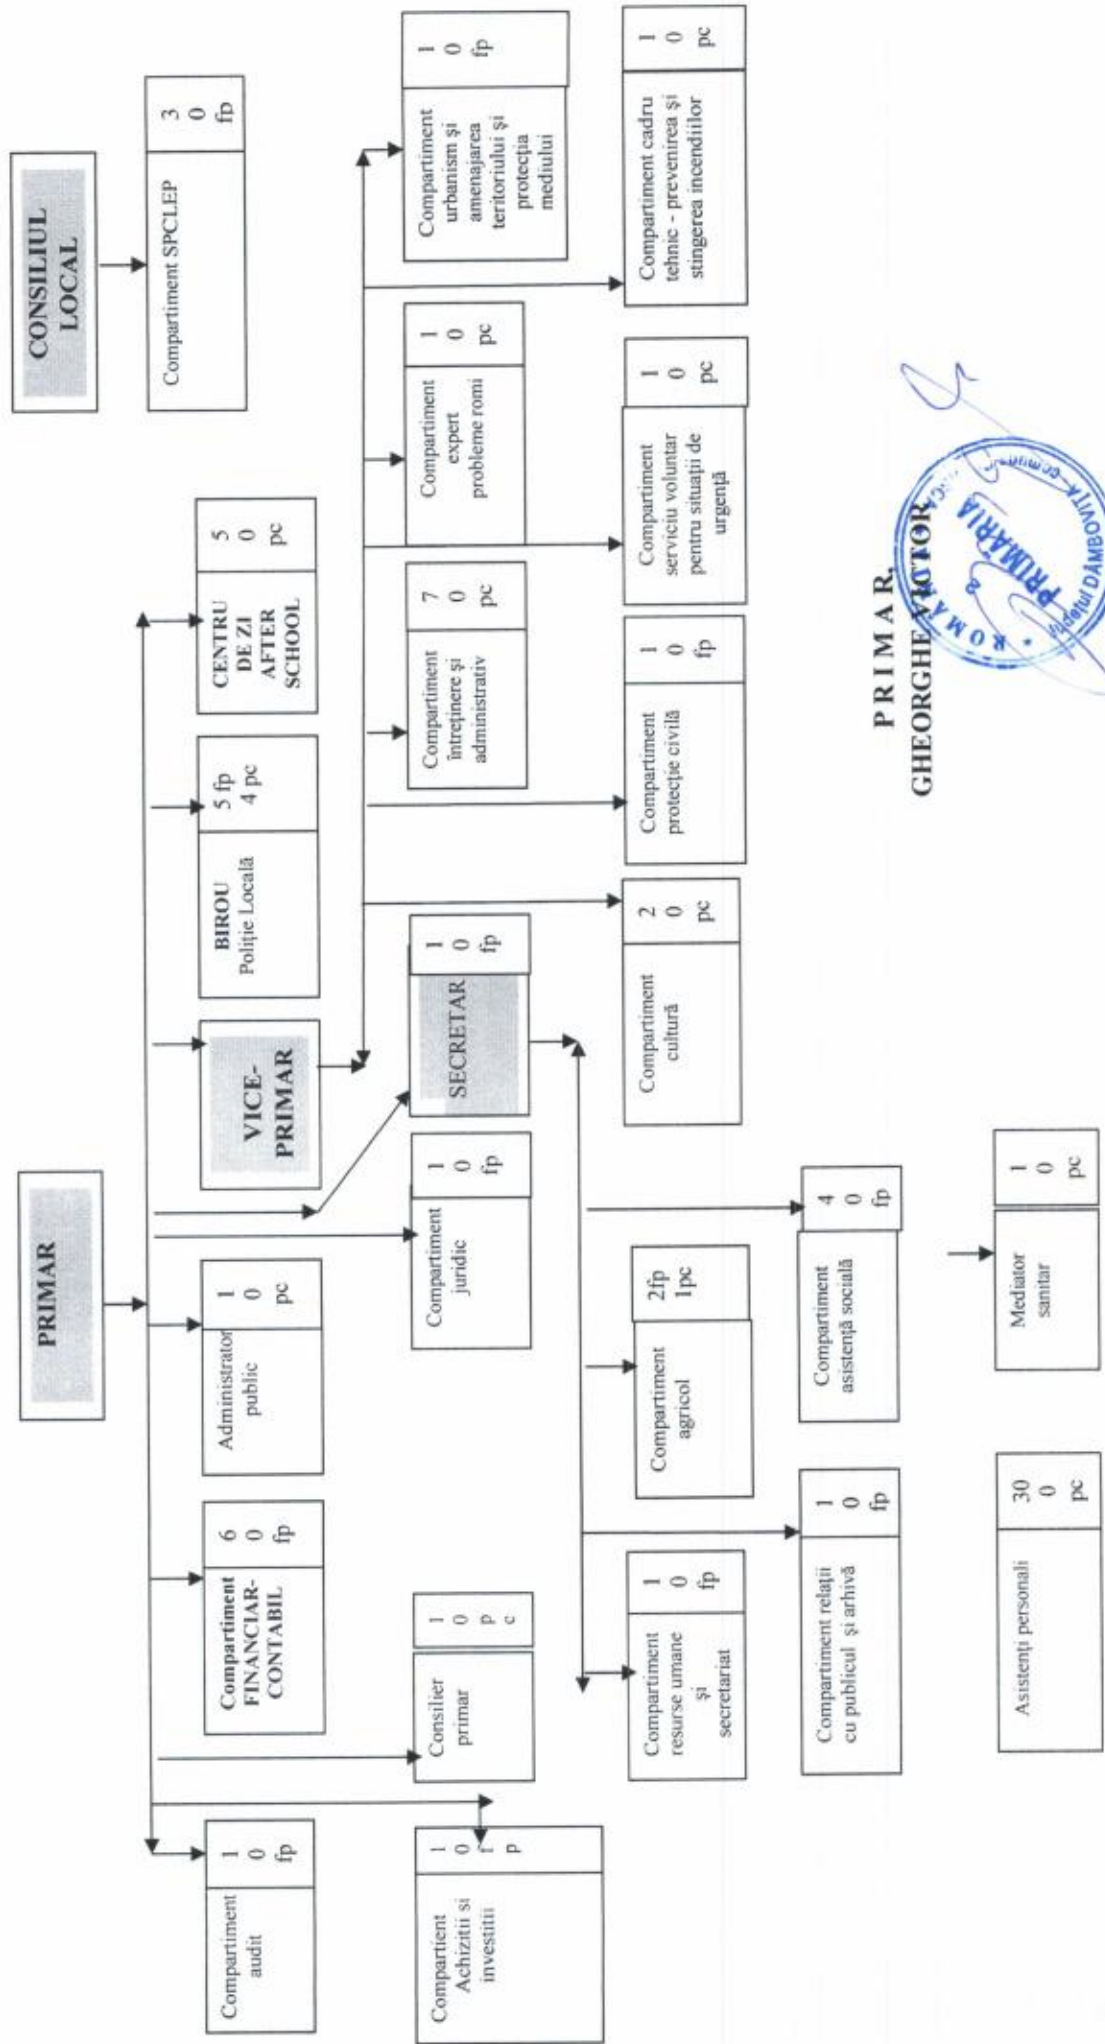 PRIMAR
CONSILIUL
LOCAL
Compartiment SPCLEP
3
0
fp
Compartiment
audit
1
0
fp
Compartiment
FINANCIAR-
CONTABIL
6
0
fp
Administrator
public
1
0
pc
VICE-
PRIMAR
BIROU
Poliție Locală
5 fp
4 pc
CENTRU
DE ZI
AFTER
SCHOOL
5
0
pc
Compartient
Achizitii si
investitii
1
0
f
p
Consilier
primar
1
0
p
c
Compartiment
juridic
1
0
fp
SECRETAR
1
0
fp
Compartiment
întreținere și
administrativ
7
0
pc
Compartiment
expert
probleme romi
1
0
pc
Compartiment
urbanism și
amenajarea
teritoriului și
protecția
mediului
1
0
fp
Compartiment
resurse umane
și
secretariat
1
0
fp
Compartiment
agricol
2fp
1pc
Compartiment
cultură
2
0
pc
Compartiment
protecție civilă
1
0
fp
Compartiment
serviciu voluntar
pentru situații de
urgență
1
0
pc
Compartiment cadru
tehnic - prevenirea și
stingerea incendiilor
1
0
pc
Compartiment relații
cu publicul și arhivă
1
0
fp
Compartiment
asistență socială
4
0
fp
Asistenți personali
30
0
pc
Mediator
sanitar
1
0
pc
PRIMAR,
GHEORGHE VICTOR
PRIMARIA
Județul DÂMBOVIȚA